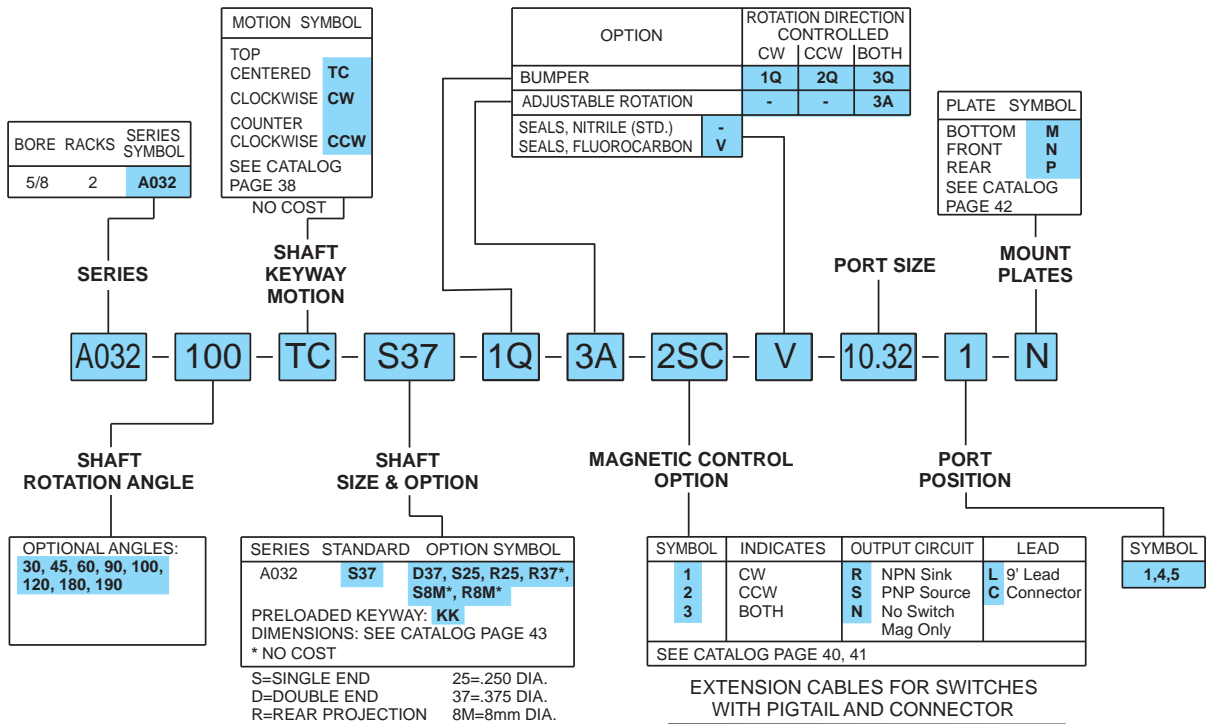 MOTION SYMBOL
TOP
CENTERED TC
CLOCKWISE CW
COUNTER
CLOCKWISE CCW
SEE CATALOG
PAGE 38
NO COST
OPTION
ROTATION DIRECTION
CONTROLLED
CW CCW BOTH
BUMPER 1Q 2Q 3Q
ADJUSTABLE ROTATION - - 3A
SEALS, NITRILE (STD.) -
SEALS, FLUOROCARBON V
PLATE SYMBOL
BOTTOM M
FRONT N
REAR P
SEE CATALOG
PAGE 42
BORE RACKS SERIES
SYMBOL
5/8 2 A032
SERIES
SHAFT
KEYWAY
MOTION
PORT SIZE
MOUNT
PLATES
A032 - 100 - TC - S37 - 1Q - 3A - 2SC - V - 10.32 - 1 - N
SHAFT
ROTATION ANGLE
SHAFT
SIZE & OPTION
MAGNETIC CONTROL
OPTION
PORT
POSITION
OPTIONAL ANGLES:
30, 45, 60, 90, 100,
120, 180, 190
SERIES STANDARD OPTION SYMBOL
A032 S37 D37, S25, R25, R37*,
S8M*, R8M*
PRELOADED KEYWAY: KK
DIMENSIONS: SEE CATALOG PAGE 43
* NO COST
S=SINGLE END 25=.250 DIA.
D=DOUBLE END 37=.375 DIA.
R=REAR PROJECTION 8M=8mm DIA.
SYMBOL INDICATES OUTPUT CIRCUIT LEAD
1 CW R NPN Sink L 9' Lead
2 CCW S PNP Source C Connector
3 BOTH N No Switch
Mag Only
SEE CATALOG PAGE 40, 41
EXTENSION CABLES FOR SWITCHES
WITH PIGTAIL AND CONNECTOR
SYMBOL
1,4,5